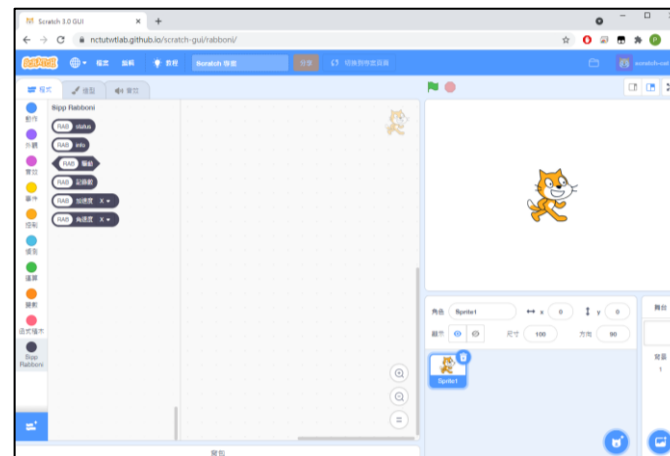 Scratch 3.0 GUI
nctutwtlab.github.io/scratch-gui/rabboni/
SCRATCH
檔案
編輯
教程
Scratch 專案
分享
scratch-cat
程式
造型
音效
Sipp Rabboni
RAB status
RAB info
RAB
RAB
RAB 加速度 X
RAB 角速度 X
動作
外觀
音效
事件
控制
偵測
運算
變數
函式積木
Sipp
Rabboni
角色
Sprite1
x
0
y
0
顯示
尺寸
100
方向
90
Sprite1
舞台
背景
1
背包